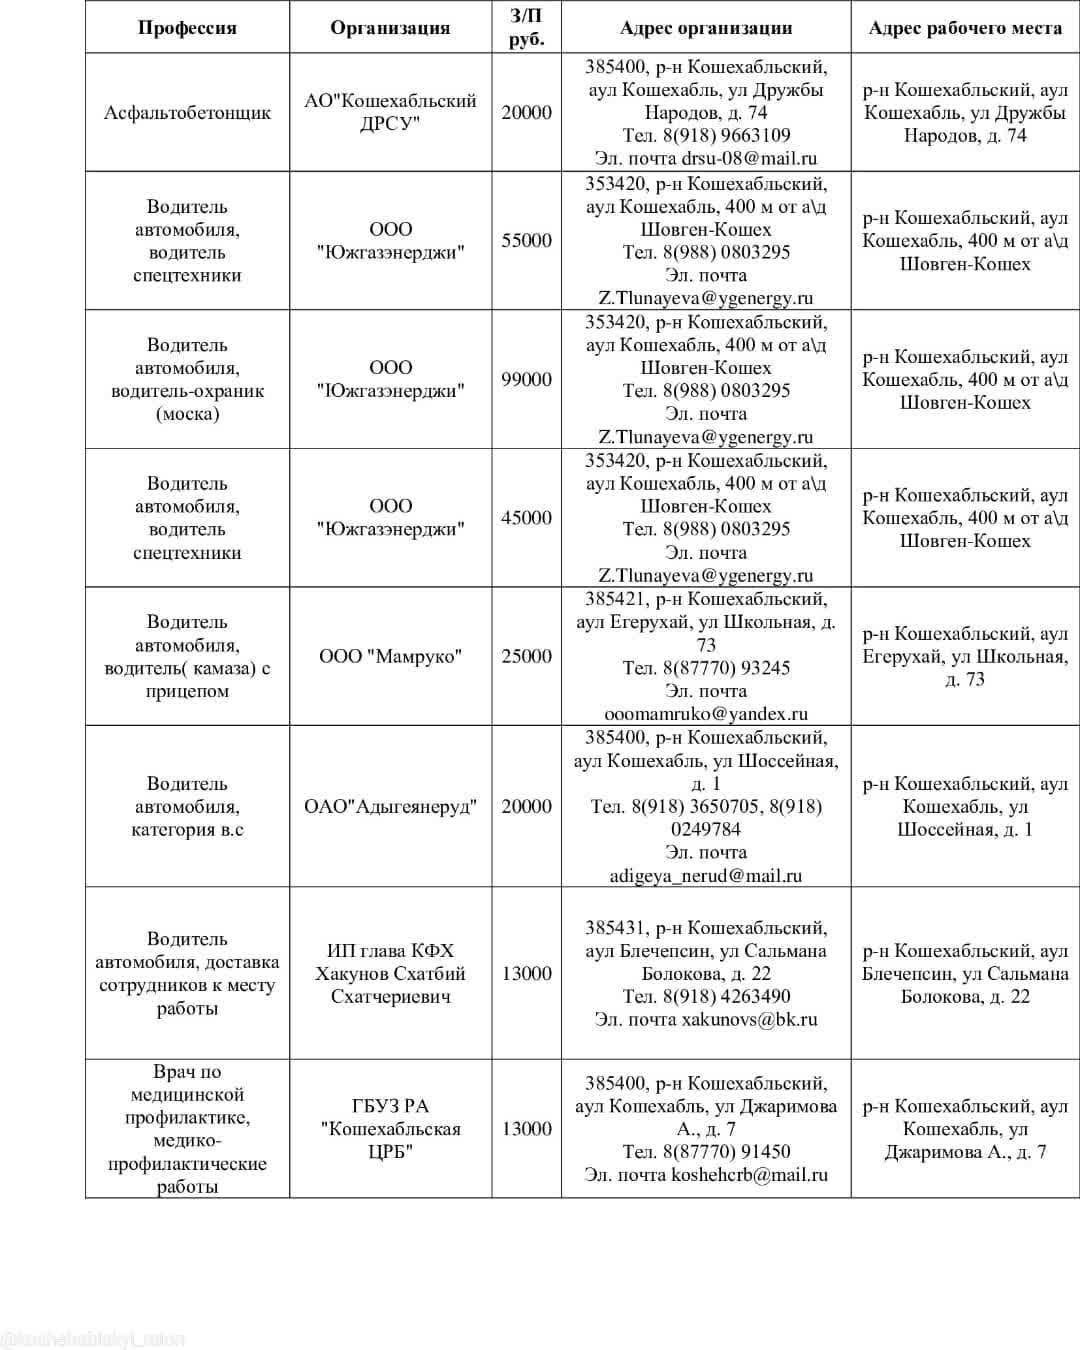 Профессия
Организация
З/П
руб.
Адрес организации
Адрес рабочего места
Асфальтобетонщик
АО"Кошехабльский
ДРСУ"
20000
385400, р-н Кошехабльский,
аул Кошехабль, ул Дружбы
Народов, д. 74
Тел. 8(918) 9663109
Эл. почта drsu-08@mail.ru
р-н Кошехабльский, аул
Кошехабль, ул Дружбы
Народов, д. 74
Водитель
автомобиля,
водитель
спецтехники
ООО
"Южгазэнерджи"
55000
353420, р-н Кошехабльский,
аул Кошехабль, 400 м от а\д
Шовген-Кошех
Тел. 8(988) 0803295
Эл. почта
Z.Tlunayeva@ygenergy.ru
р-н Кошехабльский, аул
Кошехабль, 400 м от а\д
Шовген-Кошех
Водитель
автомобиля,
водитель-охраник
(моска)
ООО
"Южгазэнерджи"
99000
353420, р-н Кошехабльский,
аул Кошехабль, 400 м от а\д
Шовген-Кошех
Тел. 8(988) 0803295
Эл. почта
Z.Tlunayeva@ygenergy.ru
р-н Кошехабльский, аул
Кошехабль, 400 м от а\д
Шовген-Кошех
Водитель
автомобиля,
водитель
спецтехники
ООО
"Южгазэнерджи"
45000
353420, р-н Кошехабльский,
аул Кошехабль, 400 м от а\д
Шовген-Кошех
Тел. 8(988) 0803295
Эл. почта
Z.Tlunayeva@ygenergy.ru
р-н Кошехабльский, аул
Кошехабль, 400 м от а\д
Шовген-Кошех
Водитель
автомобиля,
водитель( камаза) с
прицепом
ООО "Мамруко"
25000
385421, р-н Кошехабльский,
аул Егерухай, ул Школьная, д.
73
Тел. 8(87770) 93245
Эл. почта
ooomamruko@yandex.ru
р-н Кошехабльский, аул
Егерухай, ул Школьная,
д. 73
Водитель
автомобиля,
категория в.с
ОАО"Адыгеянеруд"
20000
385400, р-н Кошехабльский,
аул Кошехабль, ул Шоссейная,
д. 1
Тел. 8(918) 3650705, 8(918)
0249784
Эл. почта
adigeya_nerud@mail.ru
р-н Кошехабльский, аул
Кошехабль, ул
Шоссейная, д. 1
Водитель
автомобиля, доставка
сотрудников к месту
работы
ИП глава КФХ
Хакунов Схатбий
Схатчериевич
13000
385431, р-н Кошехабльский,
аул Блечепсин, ул Сальмана
Болокова, д. 22
Тел. 8(918) 4263490
Эл. почта xakunovs@bk.ru
р-н Кошехабльский, аул
Блечепсин, ул Сальмана
Болокова, д. 22
Врач по
медицинской
профилактике,
медико-
профилактические
работы
ГБУЗ РА
"Кошехабльская
ЦРБ"
13000
385400, р-н Кошехабльский,
аул Кошехабль, ул Джаримова
А., д. 7
Тел. 8(87770) 91450
Эл. почта koshehcrb@mail.ru
р-н Кошехабльский, аул
Кошехабль, ул
Джаримова А., д. 7